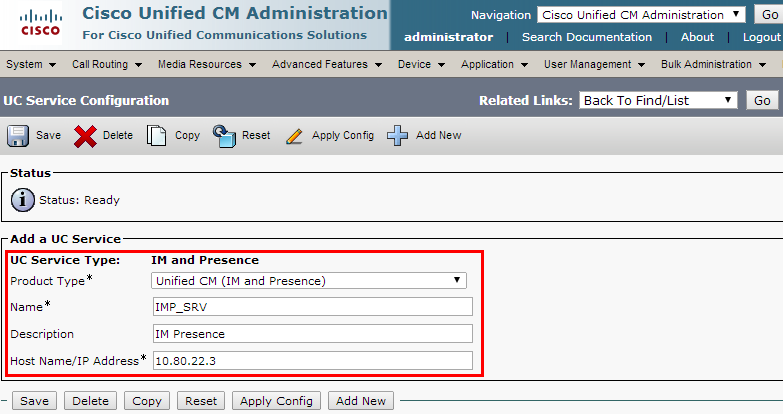 Cisco Unified CM Administration
For Cisco Unified Communications Solutions
CISCO
Navigation Cisco Unified CM Administration Go
administrator | Search Documentation | About | Logout
System Call Routing Media Resources Advanced Features Device Application User Management Bulk Administration
UC Service Configuration
Related Links: Back To Find/List Go
Save Delete Copy Reset Apply Config Add New
Status
Status: Ready
Add a UC Service
UC Service Type: IM and Presence
Product Type* Unified CM (IM and Presence)
Name* IMP_SRV
Description IM Presence
Host Name/IP Address* 10.80.22.3
Save Delete Copy Reset Apply Config Add New